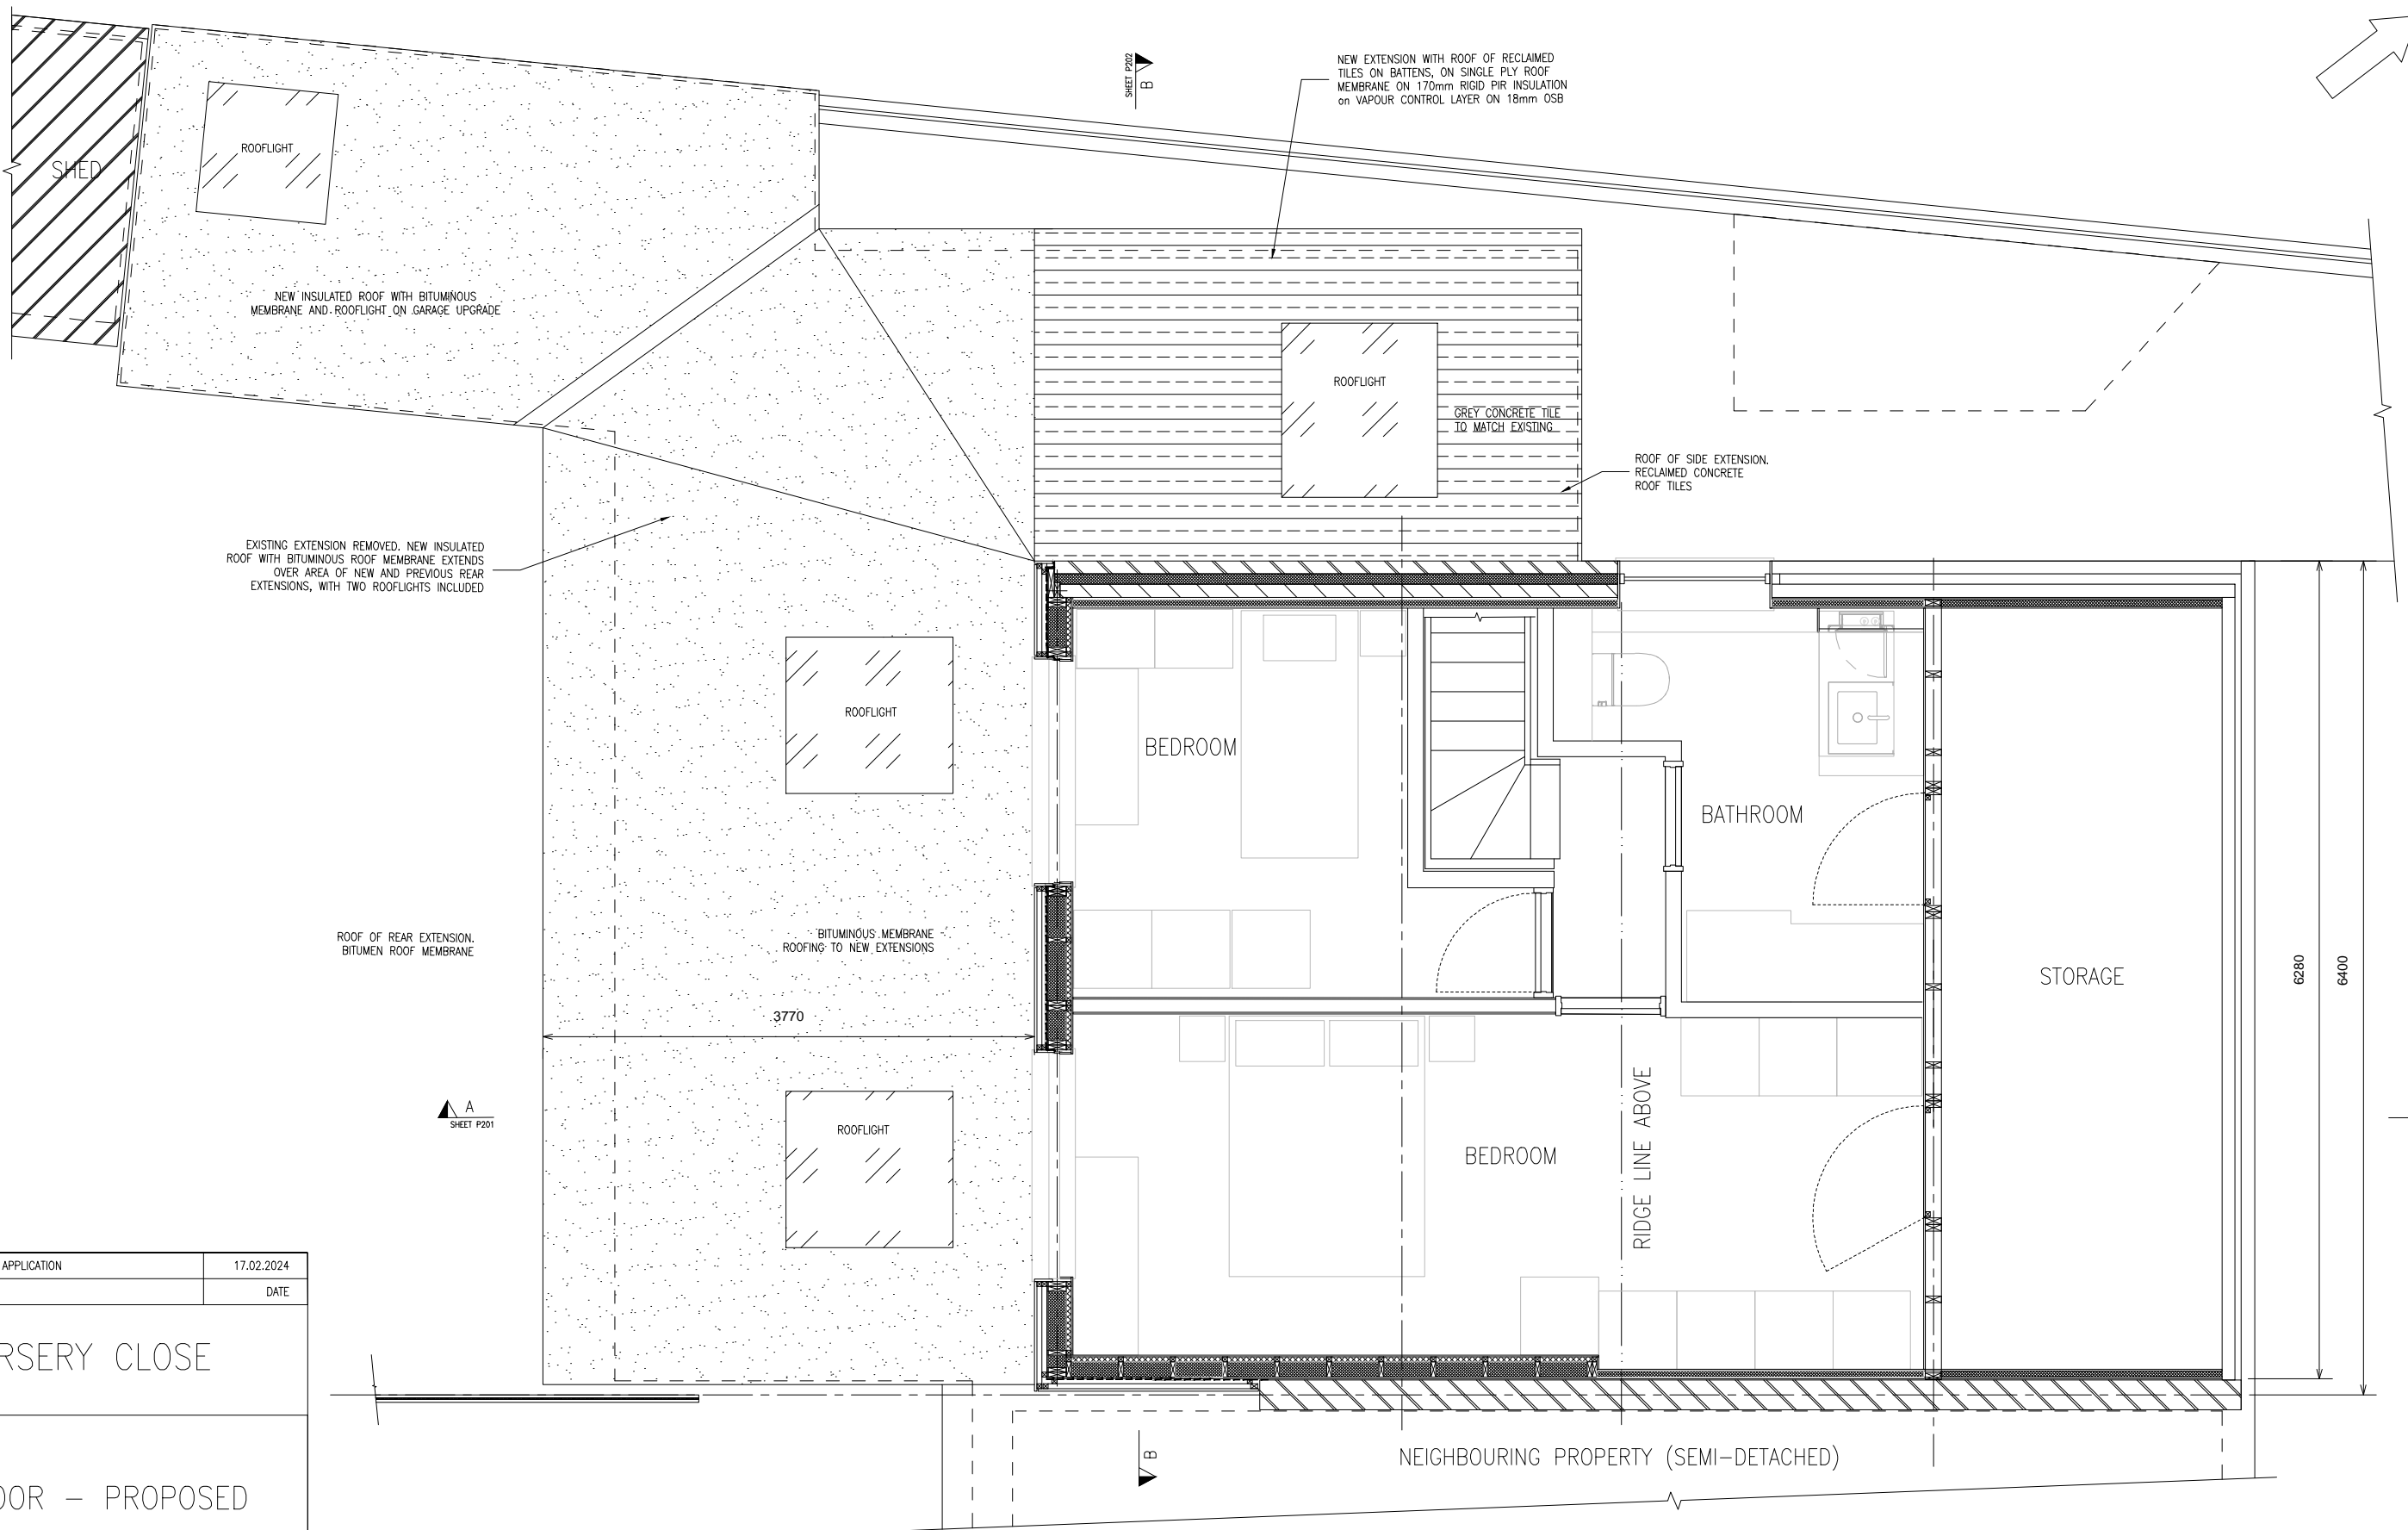 SHEET P202
B
NEW EXTENSION WITH ROOF OF RECLAIMED
TILES ON BATTENS, ON SINGLE PLY ROOF
MEMBRANE ON 170mm RIGID PIR INSULATION
on VAPOUR CONTROL LAYER ON 18mm OSB
SHED
ROOFLIGHT
NEW INSULATED ROOF WITH BITUMINOUS
MEMBRANE AND ROOFLIGHT ON GARAGE UPGRADE
ROOFLIGHT
GREY CONCRETE TILE
TO MATCH EXISTING
ROOF OF SIDE EXTENSION.
RECLAIMED CONCRETE
ROOF TILES
EXISTING EXTENSION REMOVED. NEW INSULATED
ROOF WITH BITUMINOUS ROOF MEMBRANE EXTENDS
OVER AREA OF NEW AND PREVIOUS REAR
EXTENSIONS, WITH TWO ROOFLIGHTS INCLUDED
ROOFLIGHT
BEDROOM
BATHROOM
ROOF OF REAR EXTENSION.
BITUMEN ROOF MEMBRANE
BITUMINOUS MEMBRANE
ROOFING TO NEW EXTENSIONS
STORAGE
6280
6400
3770
A
SHEET P201
ROOFLIGHT
BEDROOM
RIDGE LINE ABOVE
APPLICATION
17.02.2024
DATE
RSERY CLOSE
B
NEIGHBOURING PROPERTY (SEMI-DETACHED)
OOR - PROPOSED